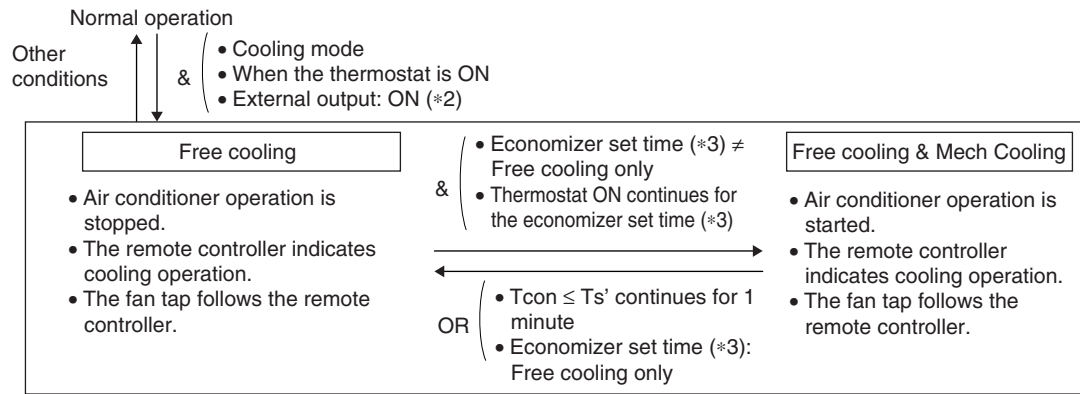 Normal operation
Other
conditions
&
• Cooling mode
• When the thermostat is ON
• External output: ON (*2)
Free cooling
• Air conditioner operation is
stopped.
• The remote controller indicates
cooling operation.
• The fan tap follows the remote
controller.
&
• Economizer set time (*3) ≠
Free cooling only
• Thermostat ON continues for
the economizer set time (*3)
OR
• Tcon ≤ Ts’ continues for 1
minute
• Economizer set time (*3):
Free cooling only
Free cooling & Mech Cooling
• Air conditioner operation is
started.
• The remote controller
indicates cooling operation.
• The fan tap follows the
remote controller.